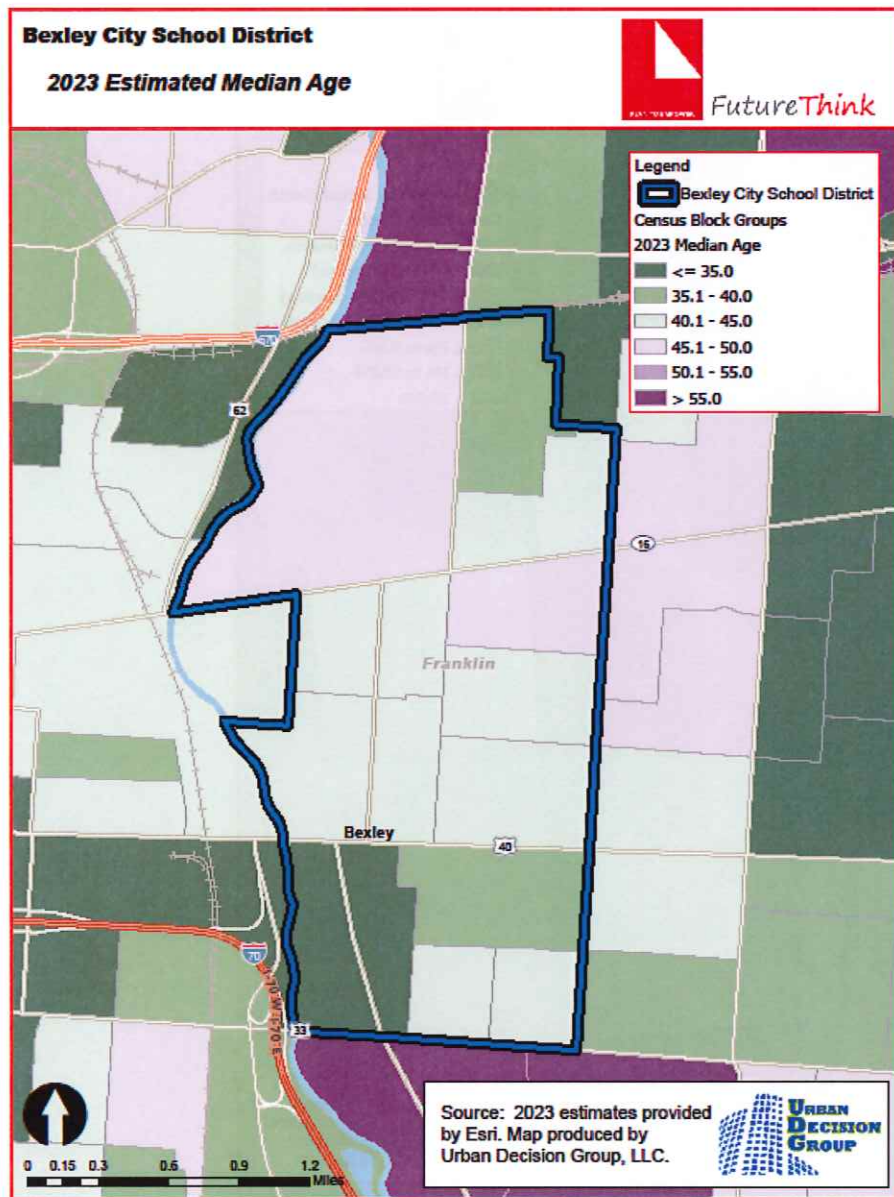 Bexley City School District
2023 Estimated Median Age
FutureThink
Legend
Bexley City School District
Census Block Groups
2023 Median Age
<= 35.0
35.1 - 40.0
40.1 - 45.0
45.1 - 50.0
50.1 - 55.0
> 55.0
62
16
Franklin
Bexley
40
70
I-70 W I-70 E
33
0 0.15 0.3 0.6 0.9 1.2
Miles
Source: 2023 estimates provided
by Esri. Map produced by
Urban Decision Group, LLC.
URBAN
DECISION
GROUP